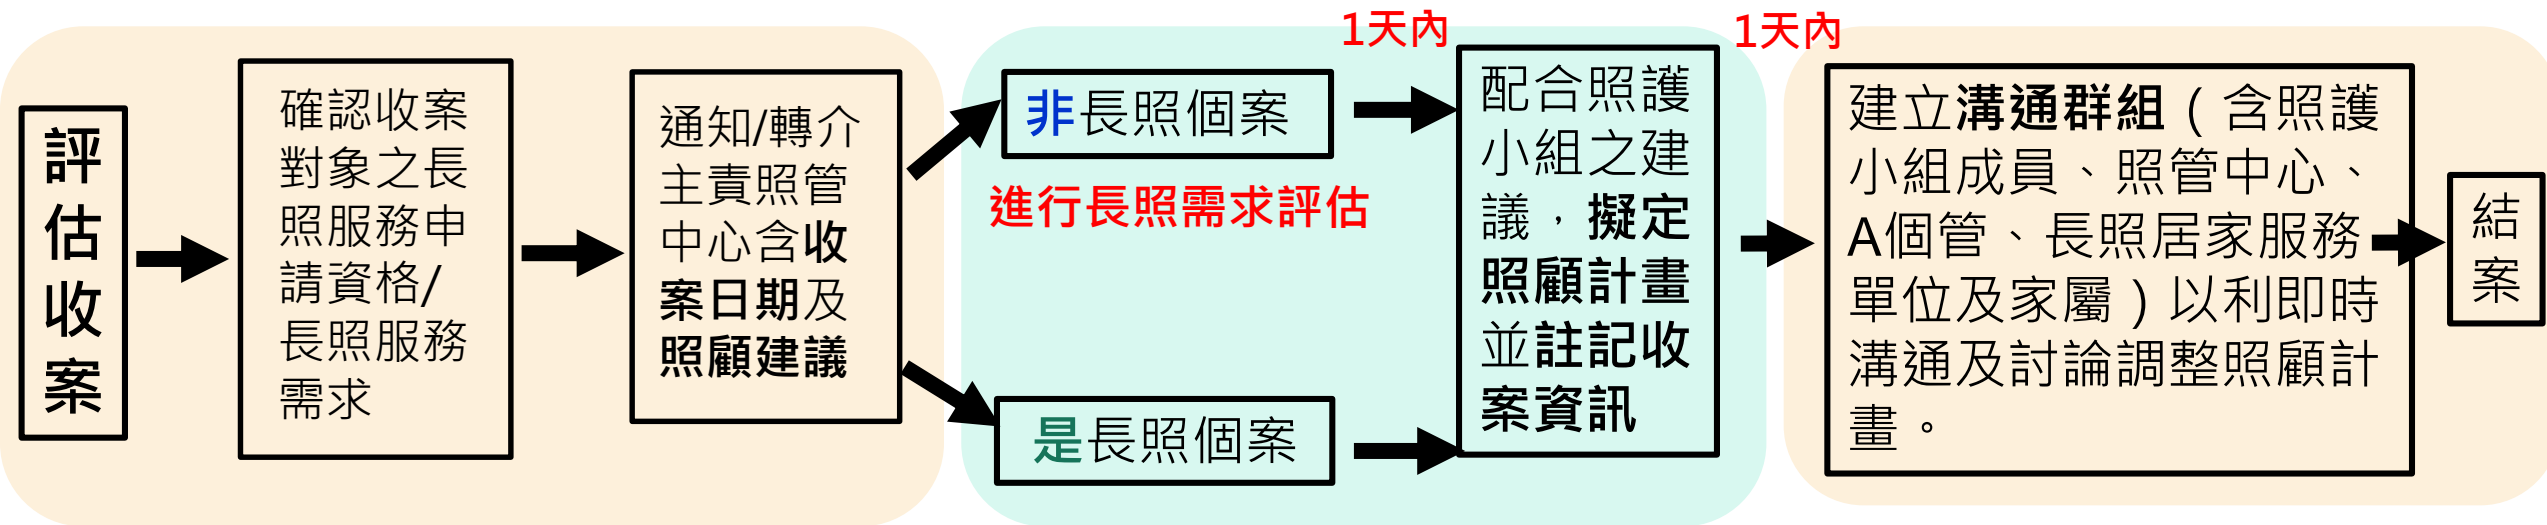 評
估
收
案
確認收案
對象之長
照服務申
請資格/
長照服務
需求
通知/轉介
主責照管
中心含收
案日期及
照顧建議
非長照個案
進行長照需求評估
是長照個案
1天內
配合照護
小組之建
議，擬定
照顧計畫
並註記收
案資訊
1天內
建立溝通群組（含照護
小組成員、照管中心、
A個管、長照居家服務
單位及家屬）以利即時
溝通及討論調整照顧計
畫。
結
案